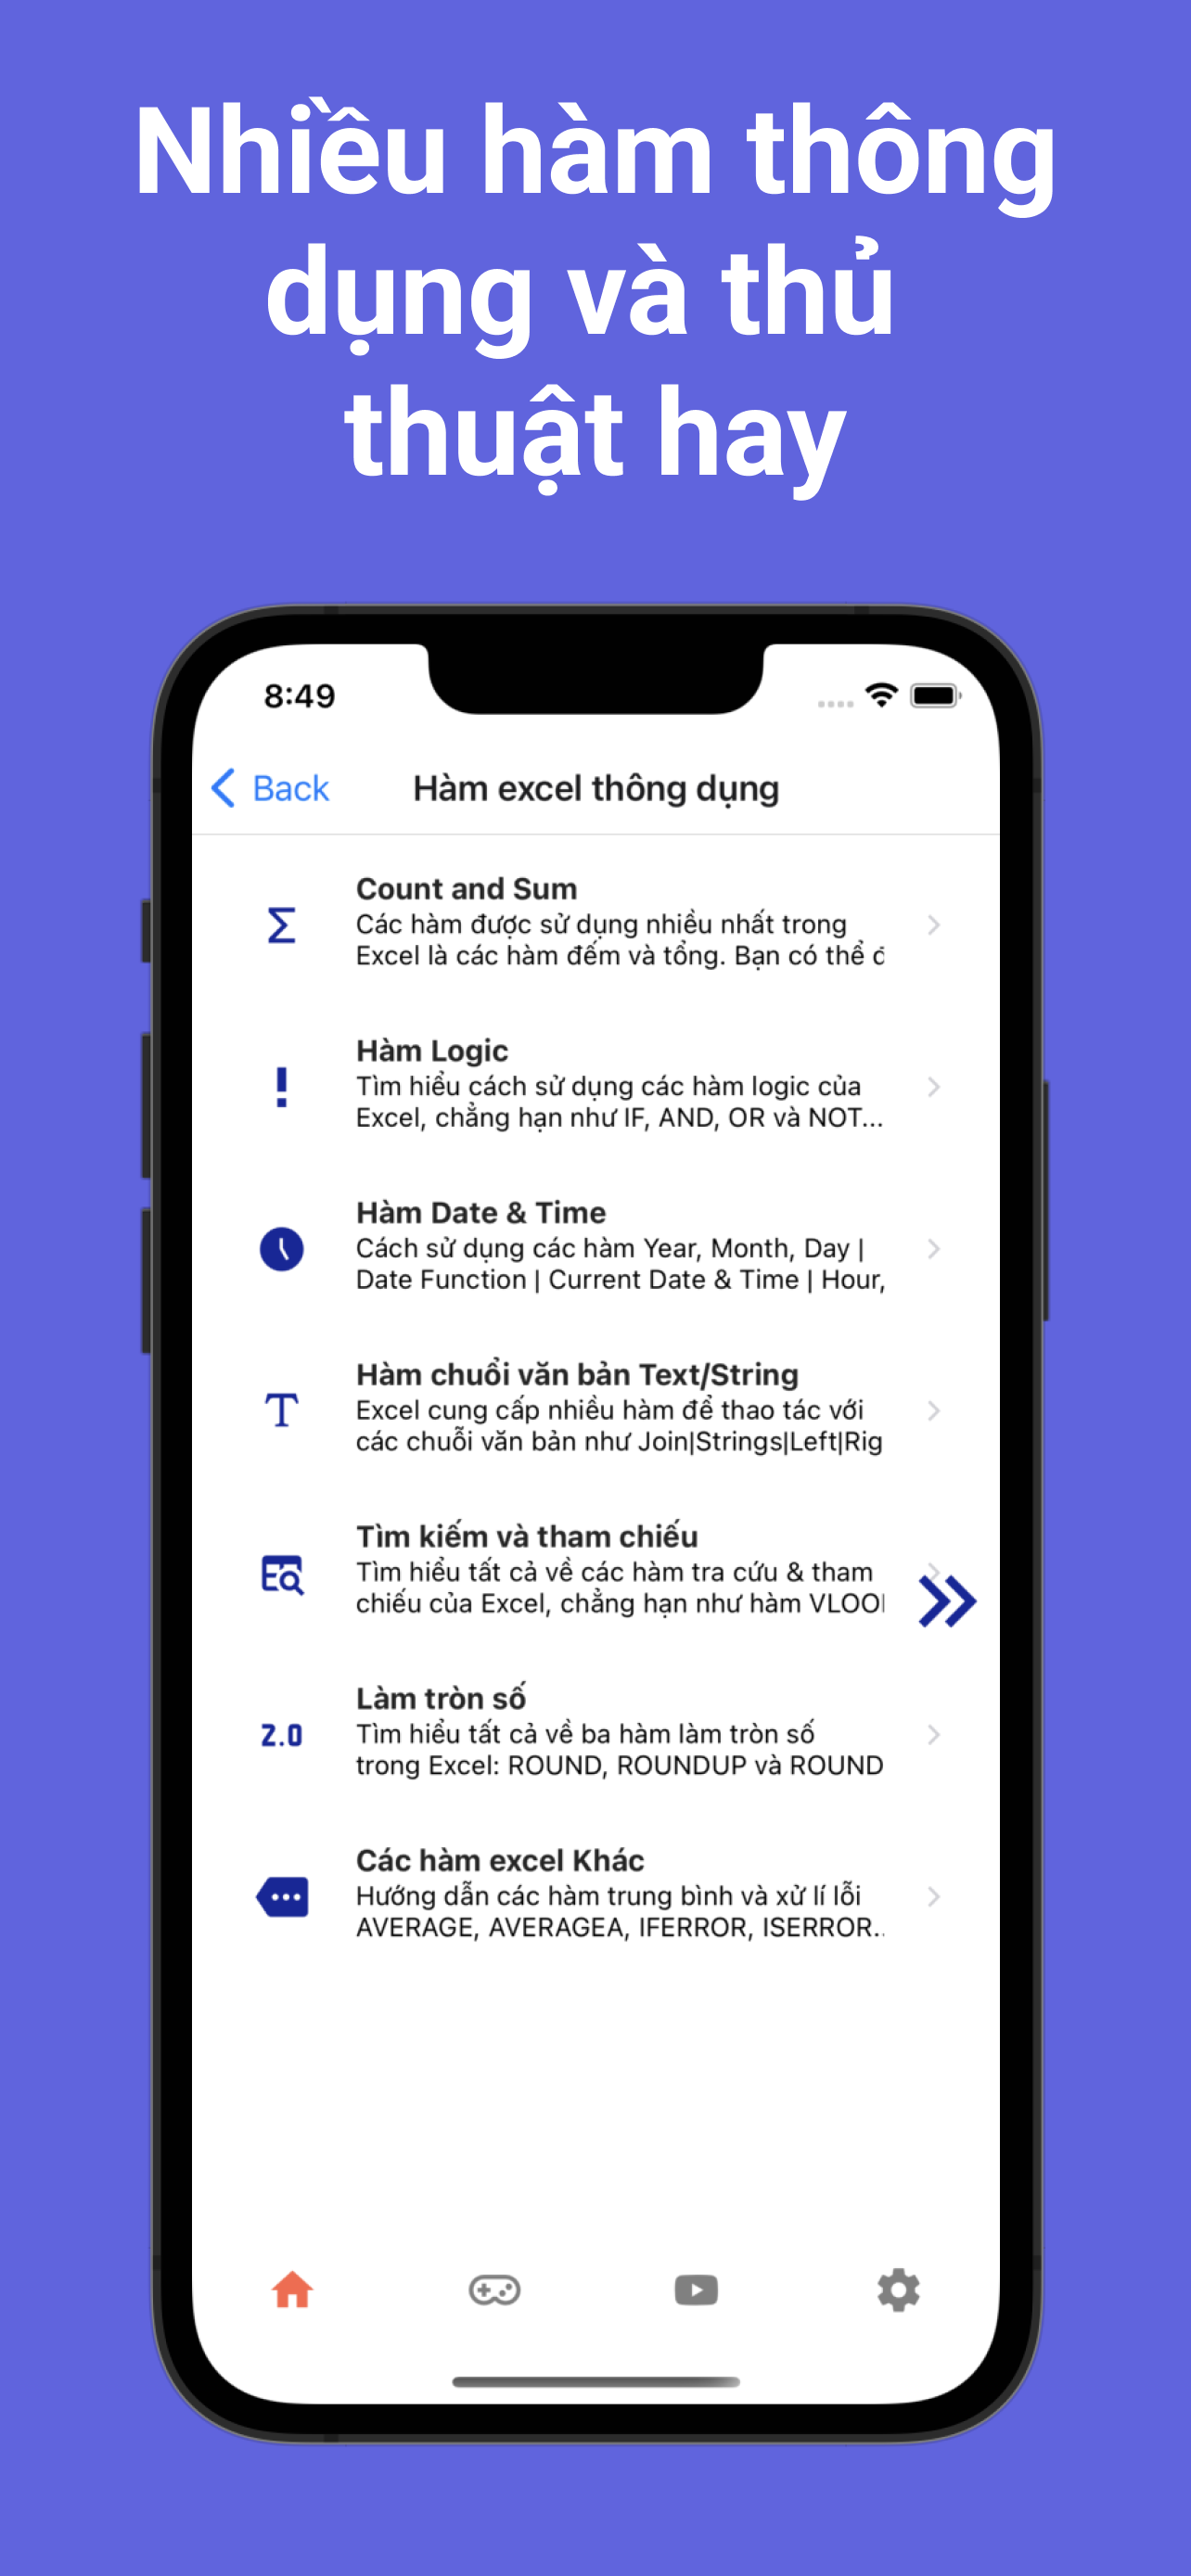 Nhiều hàm thông
dụng và thủ
thuật hay
8:49
Back
Hàm excel thông dụng
Count and Sum
Các hàm được sử dụng nhiều nhất trong
Excel là các hàm đếm và tổng. Bạn có thể
Hàm Logic
Tìm hiểu cách sử dụng các hàm logic của
Excel, chẳng hạn như IF, AND, OR và NOT...
Hàm Date & Time
Cách sử dụng các hàm Year, Month, Day |
Date Function | Current Date & Time | Hour,
Hàm chuổi văn bản Text/String
Excel cung cấp nhiều hàm để thao tác với
các chuỗi văn bản như Join|Strings|Left|Rig
Tìm kiếm và tham chiếu
Tìm hiểu tất cả về các hàm tra cứu & tham
chiếu của Excel, chẳng hạn như hàm VLOO
Làm tròn số
2.0
Tìm hiểu tất cả về ba hàm làm tròn số
trong Excel: ROUND, ROUNDUP và ROUND
Các hàm excel Khác
Hướng dẫn các hàm trung bình và xử lí lỗi
AVERAGE, AVERAGEA, IFERROR, ISERROR..